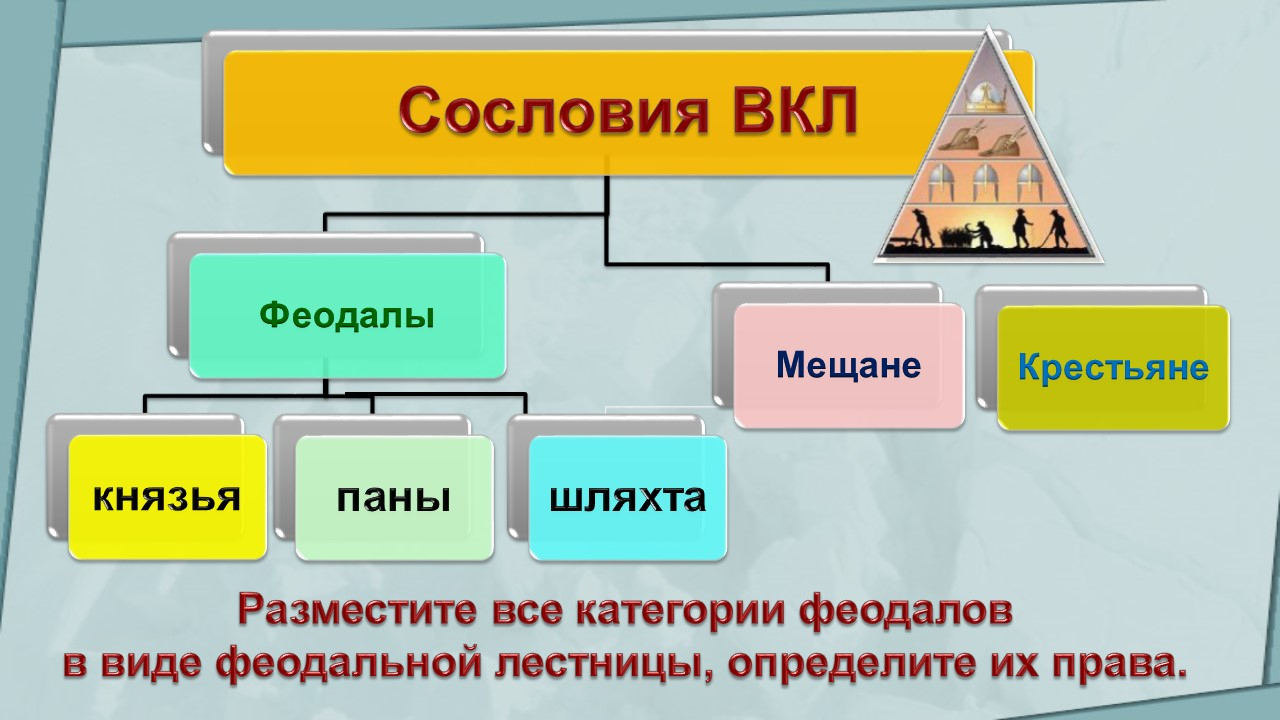 Сословия ВКЛ
Феодалы
Мещане
Крестьяне
князья
паны
шляхта
Разместите все категории феодалов
в виде феодальной лестницы, определите их права.